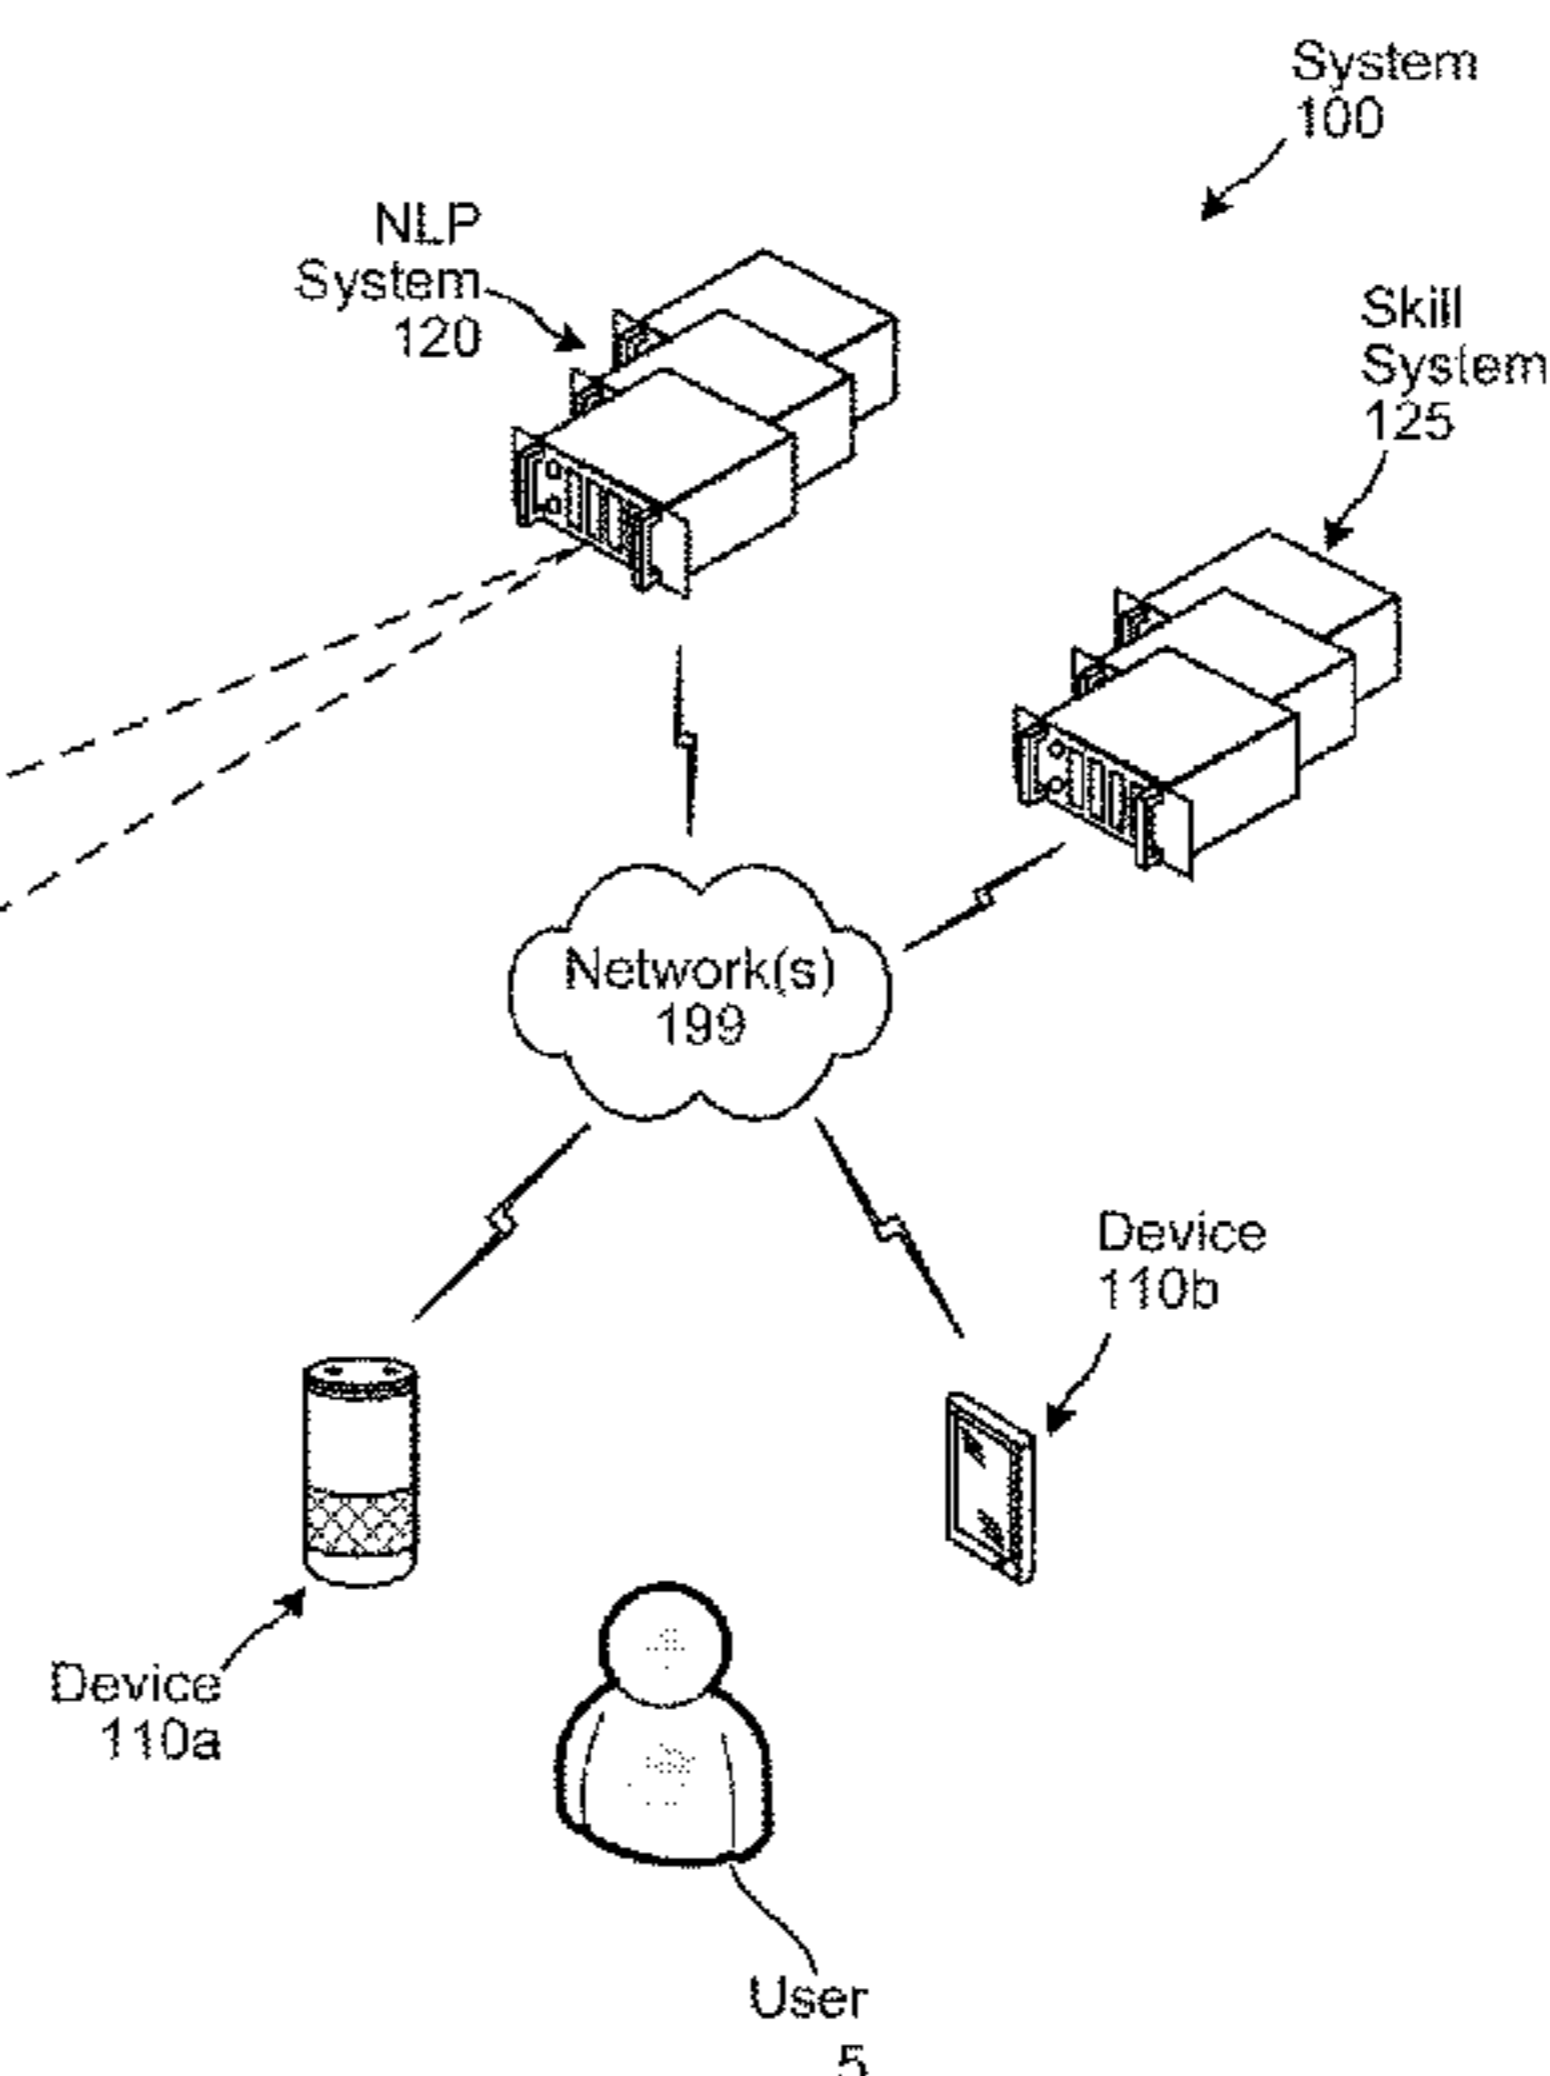 System
100
NLP
System
120
Skill
System
125
Network(s)
199
Device
110b
Device
110a
User
5